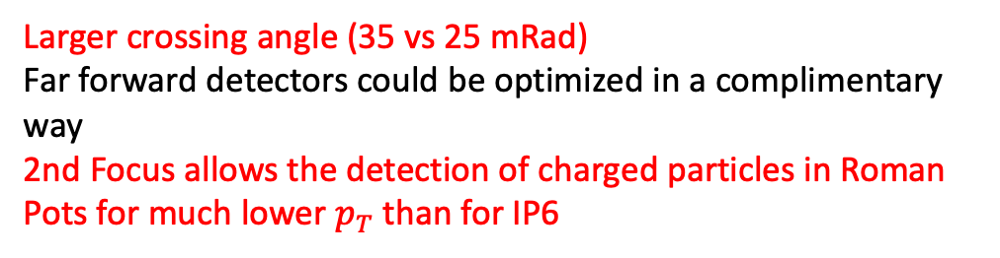 Larger crossing angle (35 vs 25 mRad)
Far forward detectors could be optimized in a complimentary
way
2nd Focus allows the detection of charged particles in Roman
Pots for much lower p_T than for IP6